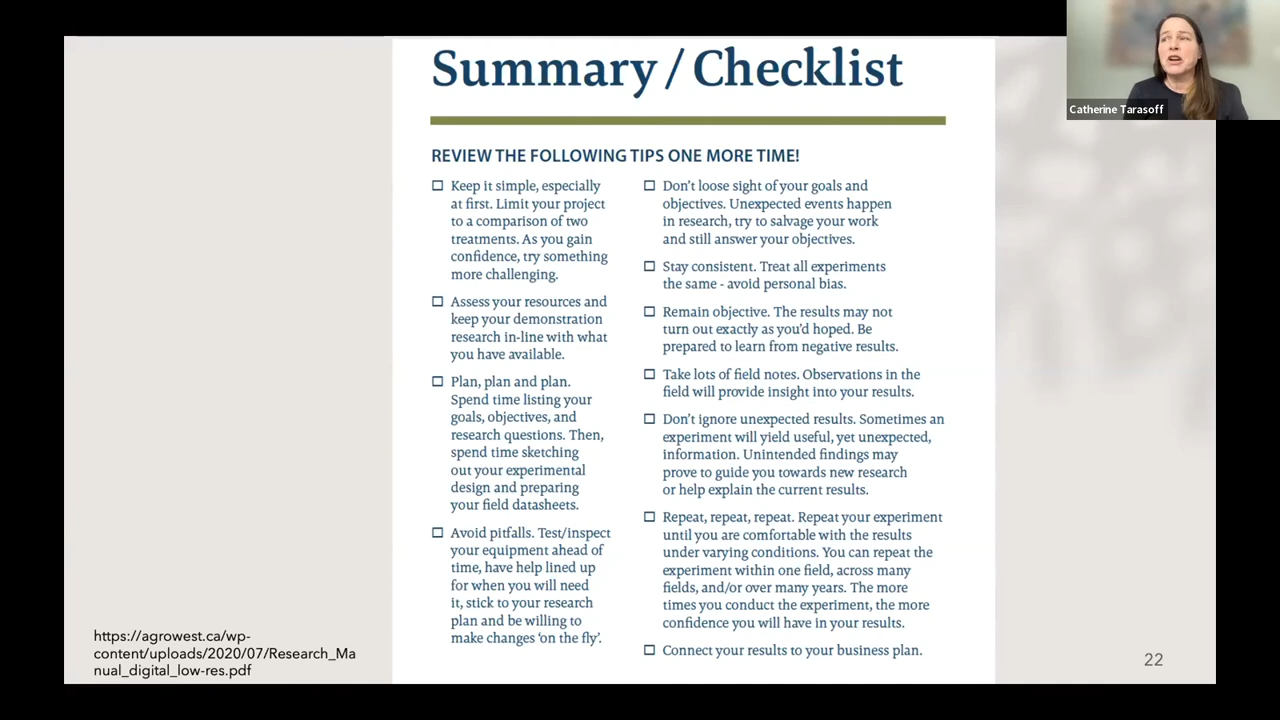 Summary / Checklist
REVIEW THE FOLLOWING TIPS ONE MORE TIME!
Keep it simple, especially
at first. Limit your project
to a comparison of two
treatments. As you gain
confidence, try something
more challenging.
Assess your resources and
keep your demonstration
research in-line with what
you have available.
Plan, plan and plan.
Spend time listing your
goals, objectives, and
research questions. Then,
spend time sketching
out your experimental
design and preparing
your field datasheets.
Avoid pitfalls. Test/inspect
your equipment ahead of
time, have help lined up
for when you will need
it, stick to your research
plan and be willing to
make changes ‘on the fly’.
Don’t loose sight of your goals and
objectives. Unexpected events happen
in research, try to salvage your work
and still answer your objectives.
Stay consistent. Treat all experiments
the same - avoid personal bias.
Remain objective. The results may not
turn out exactly as you’d hoped. Be
prepared to learn from negative results.
Take lots of field notes. Observations in the
field will provide insight into your results.
Don’t ignore unexpected results. Sometimes an
experiment will yield useful, yet unexpected,
information. Unintended findings may
prove to guide you towards new research
or help explain the current results.
Repeat, repeat, repeat. Repeat your experiment
until you are comfortable with the results
under varying conditions. You can repeat the
experiment within one field, across many
fields, and/or over many years. The more
times you conduct the experiment, the more
confidence you will have in your results.
Connect your results to your business plan.
https://agrowest.ca/wp-
content/uploads/2020/07/Research_Ma
nual_digital_low-res.pdf
22
Catherine Tarasoff